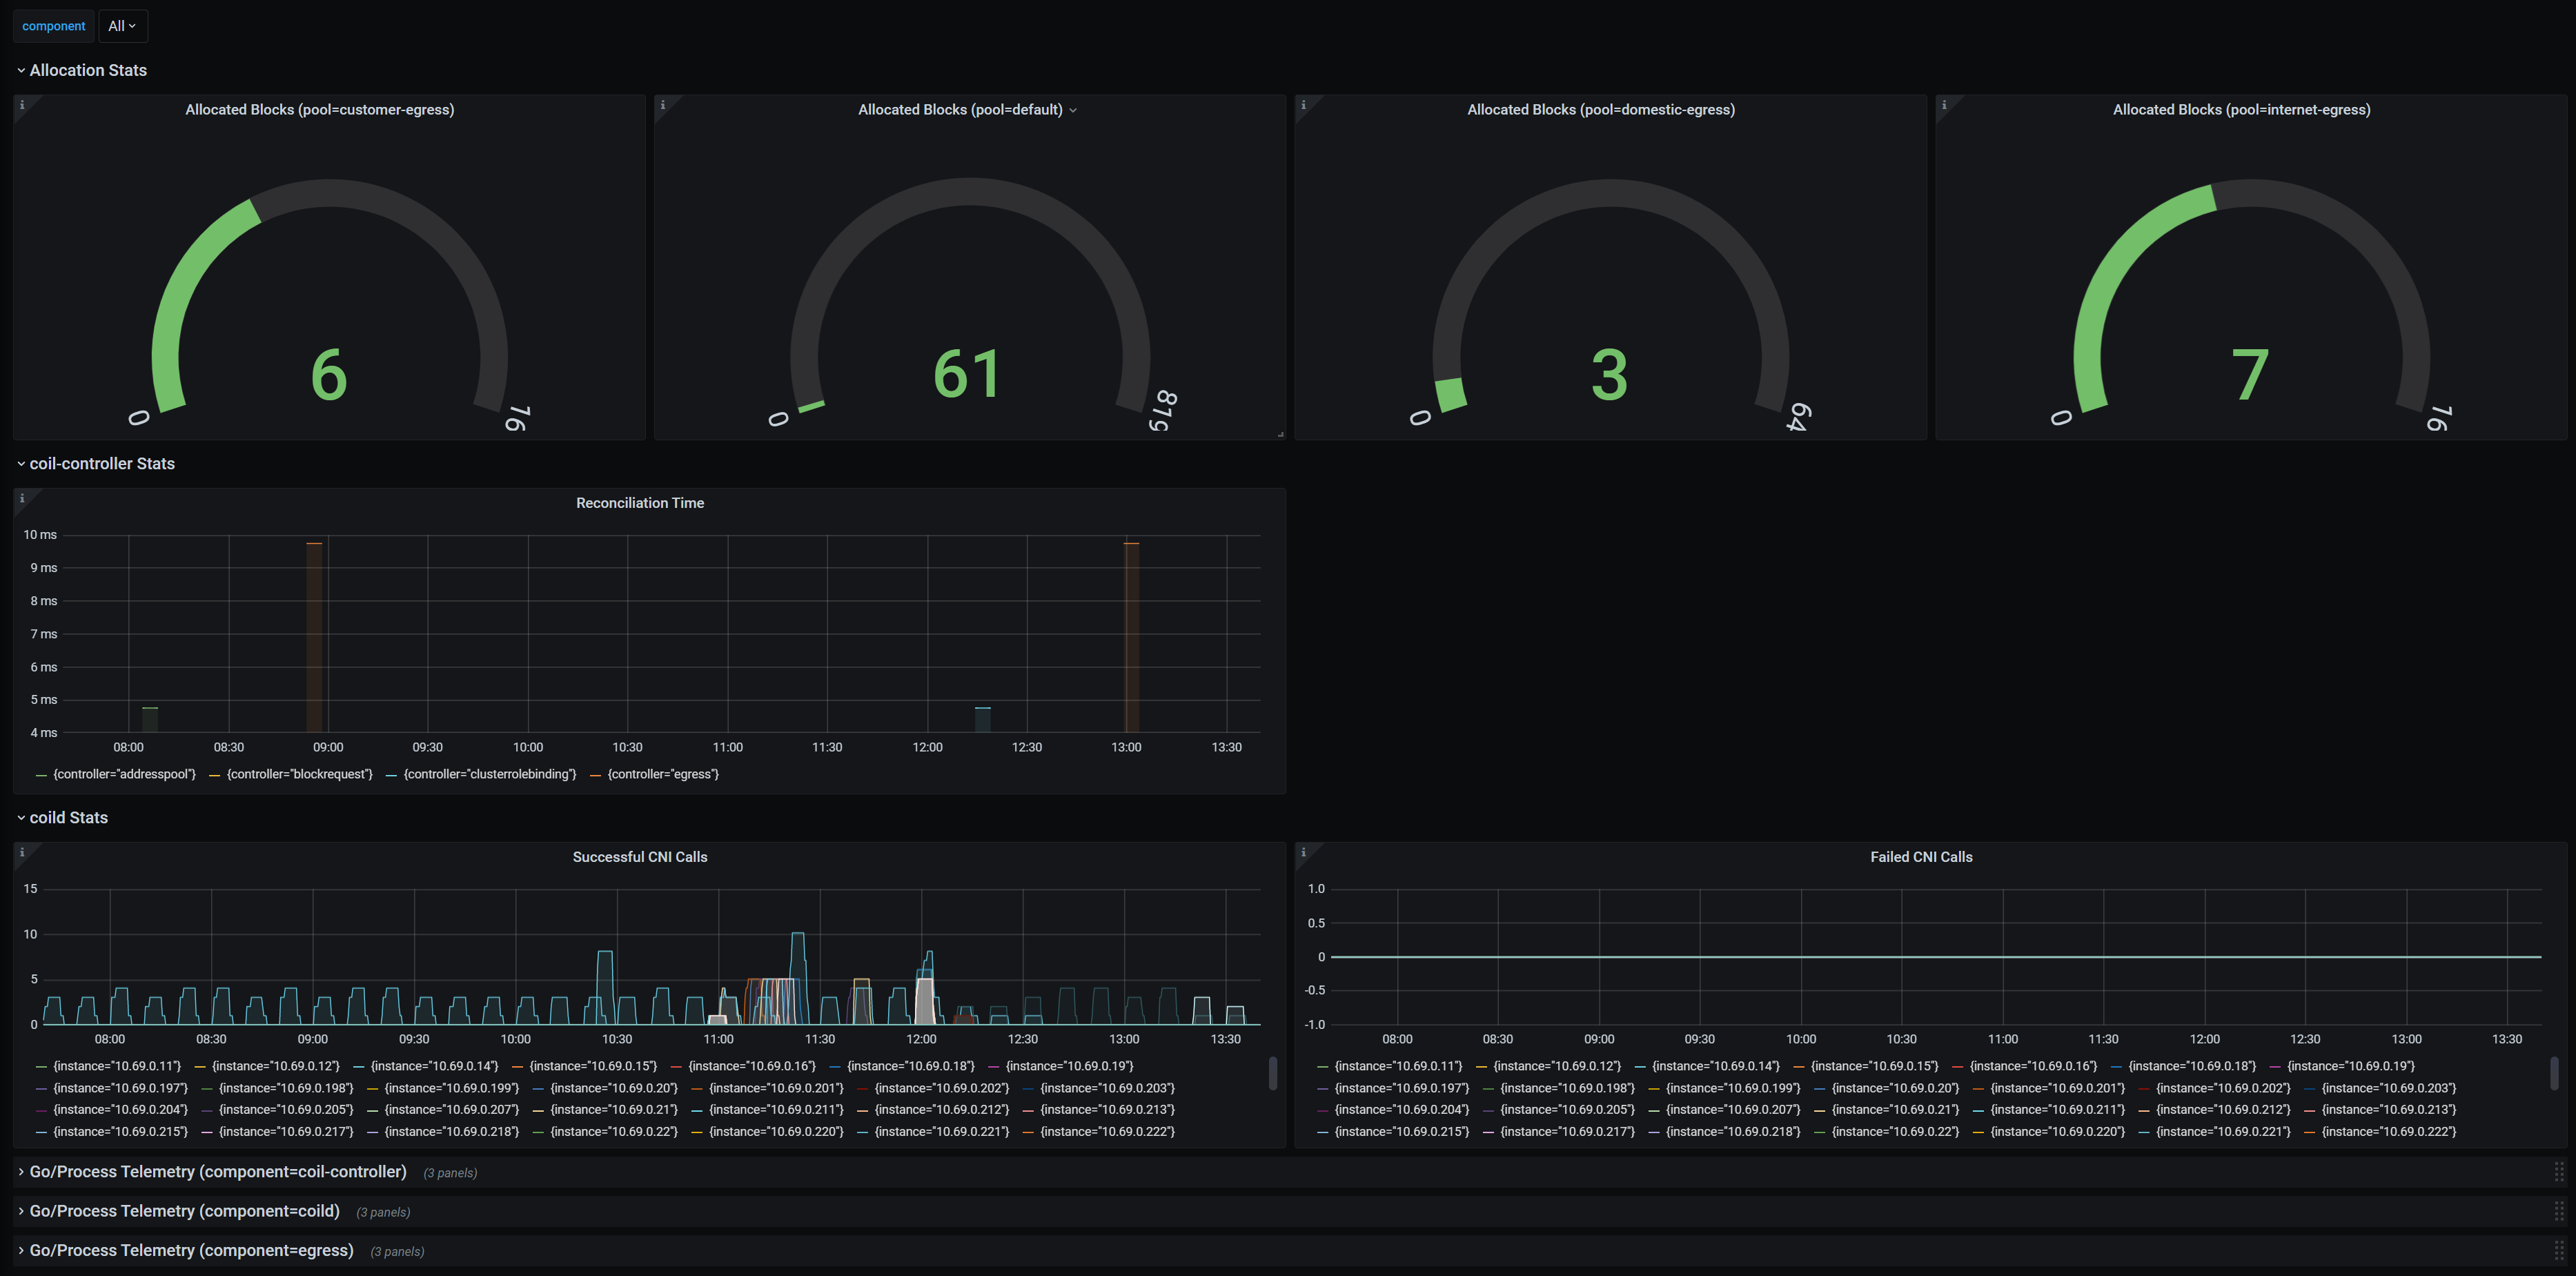 component All
Allocation Stats
Allocated Blocks (pool=customer-egress)
6
0
16
Allocated Blocks (pool=default)
61
0
819
Allocated Blocks (pool=domestic-egress)
3
0
64
Allocated Blocks (pool=internet-egress)
7
0
16
coil-controller Stats
Reconciliation Time
10 ms
9 ms
8 ms
7 ms
6 ms
5 ms
4 ms
08:00 08:30 09:00 09:30 10:00 10:30 11:00 11:30 12:00 12:30 13:00 13:30
{controller="addresspool"} {controller="blockrequest"} {controller="clusterrolebinding"} {controller="egress"}
coild Stats
Successful CNI Calls
15
10
5
0
08:00 08:30 09:00 09:30 10:00 10:30 11:00 11:30 12:00 12:30 13:00 13:30
{instance="10.69.0.11"} {instance="10.69.0.12"} {instance="10.69.0.14"} {instance="10.69.0.15"} {instance="10.69.0.16"} {instance="10.69.0.18"} {instance="10.69.0.19"}
{instance="10.69.0.197"} {instance="10.69.0.198"} {instance="10.69.0.199"} {instance="10.69.0.20"} {instance="10.69.0.201"} {instance="10.69.0.202"} {instance="10.69.0.203"}
{instance="10.69.0.204"} {instance="10.69.0.205"} {instance="10.69.0.207"} {instance="10.69.0.21"} {instance="10.69.0.211"} {instance="10.69.0.212"} {instance="10.69.0.213"}
{instance="10.69.0.215"} {instance="10.69.0.217"} {instance="10.69.0.218"} {instance="10.69.0.22"} {instance="10.69.0.220"} {instance="10.69.0.221"} {instance="10.69.0.222"}
Failed CNI Calls
1.0
0.5
0
-0.5
-1.0
08:00 08:30 09:00 09:30 10:00 10:30 11:00 11:30 12:00 12:30 13:00 13:30
{instance="10.69.0.11"} {instance="10.69.0.12"} {instance="10.69.0.14"} {instance="10.69.0.15"} {instance="10.69.0.16"} {instance="10.69.0.18"} {instance="10.69.0.19"}
{instance="10.69.0.197"} {instance="10.69.0.198"} {instance="10.69.0.199"} {instance="10.69.0.20"} {instance="10.69.0.201"} {instance="10.69.0.202"} {instance="10.69.0.203"}
{instance="10.69.0.204"} {instance="10.69.0.205"} {instance="10.69.0.207"} {instance="10.69.0.21"} {instance="10.69.0.211"} {instance="10.69.0.212"} {instance="10.69.0.213"}
{instance="10.69.0.215"} {instance="10.69.0.217"} {instance="10.69.0.218"} {instance="10.69.0.22"} {instance="10.69.0.220"} {instance="10.69.0.221"} {instance="10.69.0.222"}
Go/Process Telemetry (component=coil-controller) (3 panels)
Go/Process Telemetry (component=coild) (3 panels)
Go/Process Telemetry (component=egress) (3 panels)